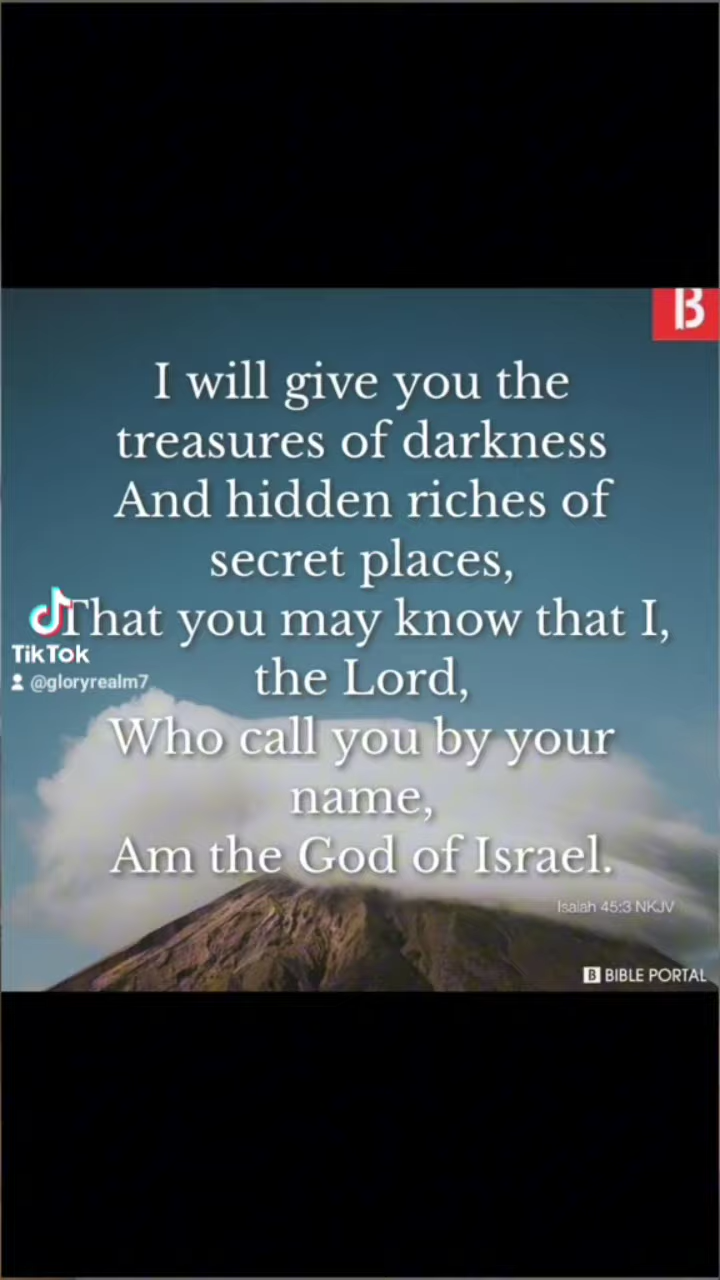 B
I will give you the
treasures of darkness
And hidden riches of
secret places,
That you may know that I,
the Lord,
Who call you by your
name,
Am the God of Israel.
Isaiah 45:3 NKJV
B BIBLE PORTAL
TikTok
@gloryrealm7